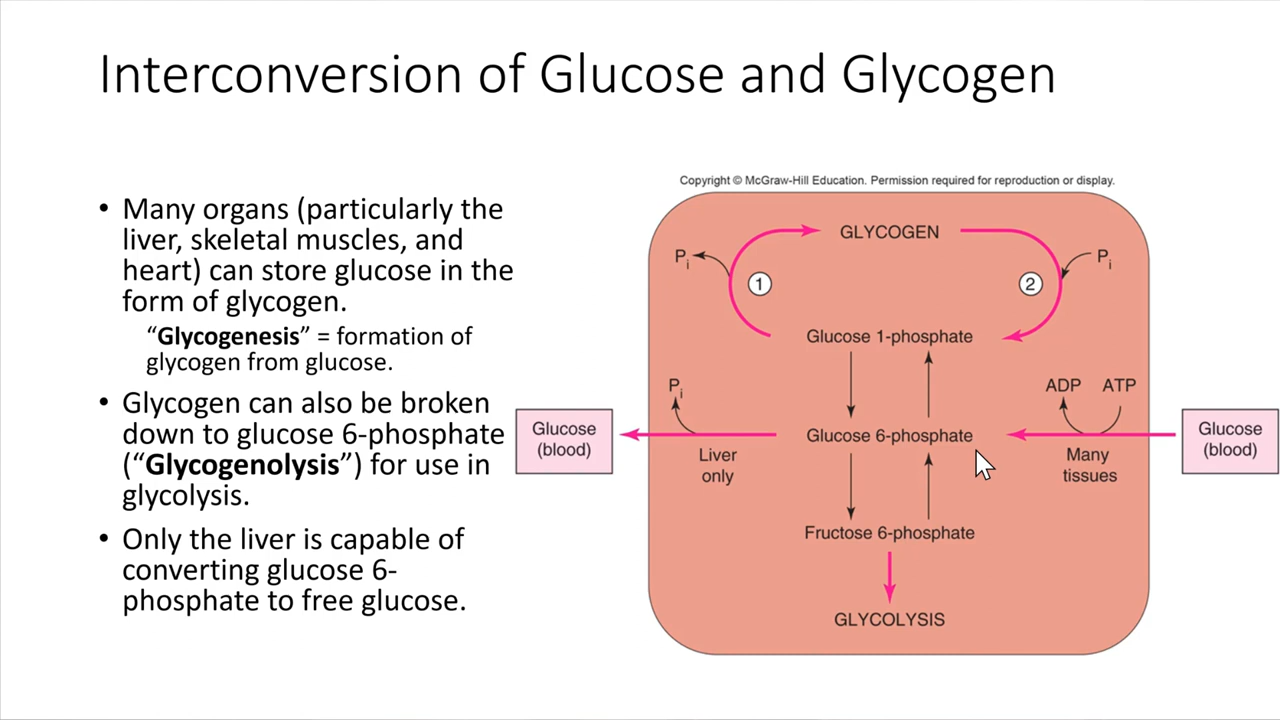 Interconversion of Glucose and Glycogen
• Many organs (particularly the
liver, skeletal muscles, and
heart) can store glucose in the
form of glycogen.
“Glycogenesis” = formation of
glycogen from glucose.
• Glycogen can also be broken
down to glucose 6-phosphate
(“Glycogenolysis”) for use in
glycolysis.
• Only the liver is capable of
converting glucose 6-
phosphate to free glucose.
Copyright © McGraw-Hill Education. Permission required for reproduction or display.
GLYCOGEN
Pi
Pi
1
2
Glucose 1-phosphate
Pi
ADP ATP
Glucose
(blood)
Glucose 6-phosphate
Glucose
(blood)
Liver
only
Many
tissues
Fructose 6-phosphate
GLYCOLYSIS